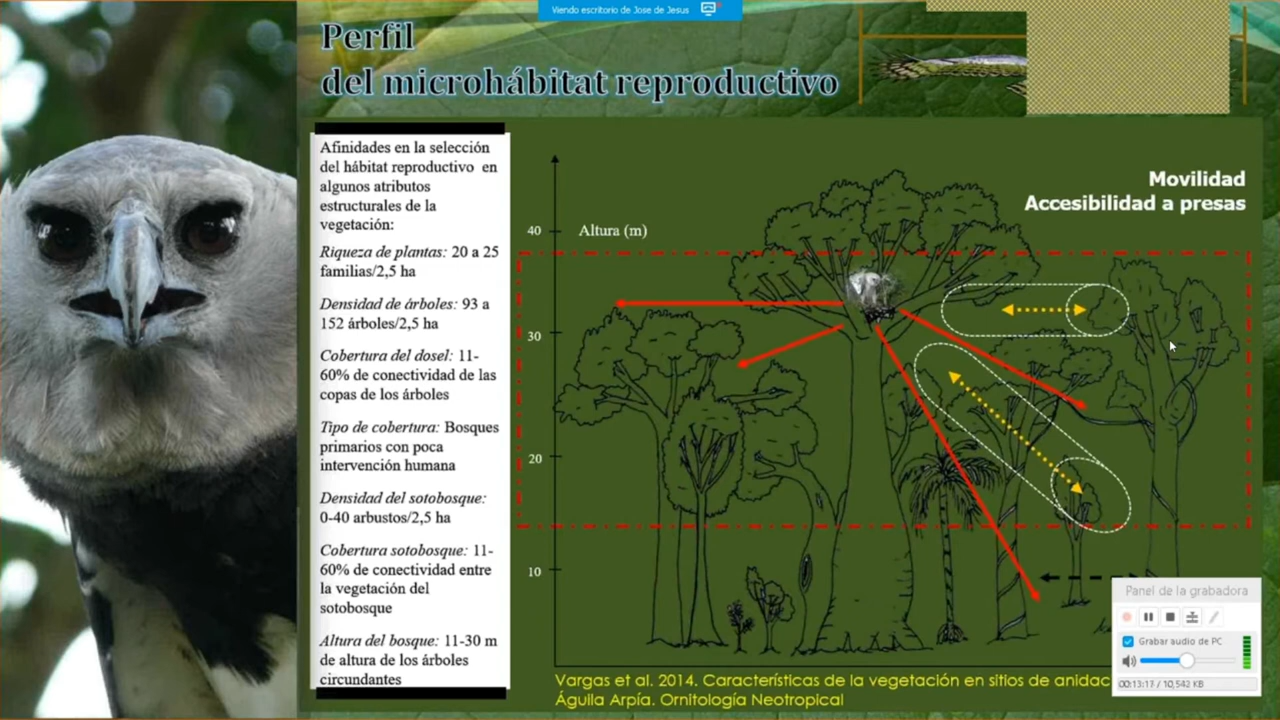 Viendo escritorio de Jose de Jesus
Perfil
del microhábitat reproductivo
Afinidades en la selección
del hábitat reproductivo en
algunos atributos
estructurales de la
vegetación:
Riqueza de plantas: 20 a 25
familias/2,5 ha
Densidad de árboles: 93 a
152 árboles/2,5 ha
Cobertura del dosel: 11-
60% de conectividad de las
copas de los árboles
Tipo de cobertura: Bosques
primarios con poca
intervención humana
Densidad del sotobosque:
0-40 arbustos/2,5 ha
Cobertura sotobosque: 11-
60% de conectividad entre
la vegetación del
sotobosque
Altura del bosque: 11-30 m
de altura de los árboles
circundantes
Movilidad
Accesibilidad a presas
40
Altura (m)
30
20
10
Vargas et al. 2014. Características de la vegetación en sitios de anidac
Águila Arpía. Ornitología Neotropical
Panel de la grabadora
Grabar audio de PC
00:13:17 / 10,542 KB